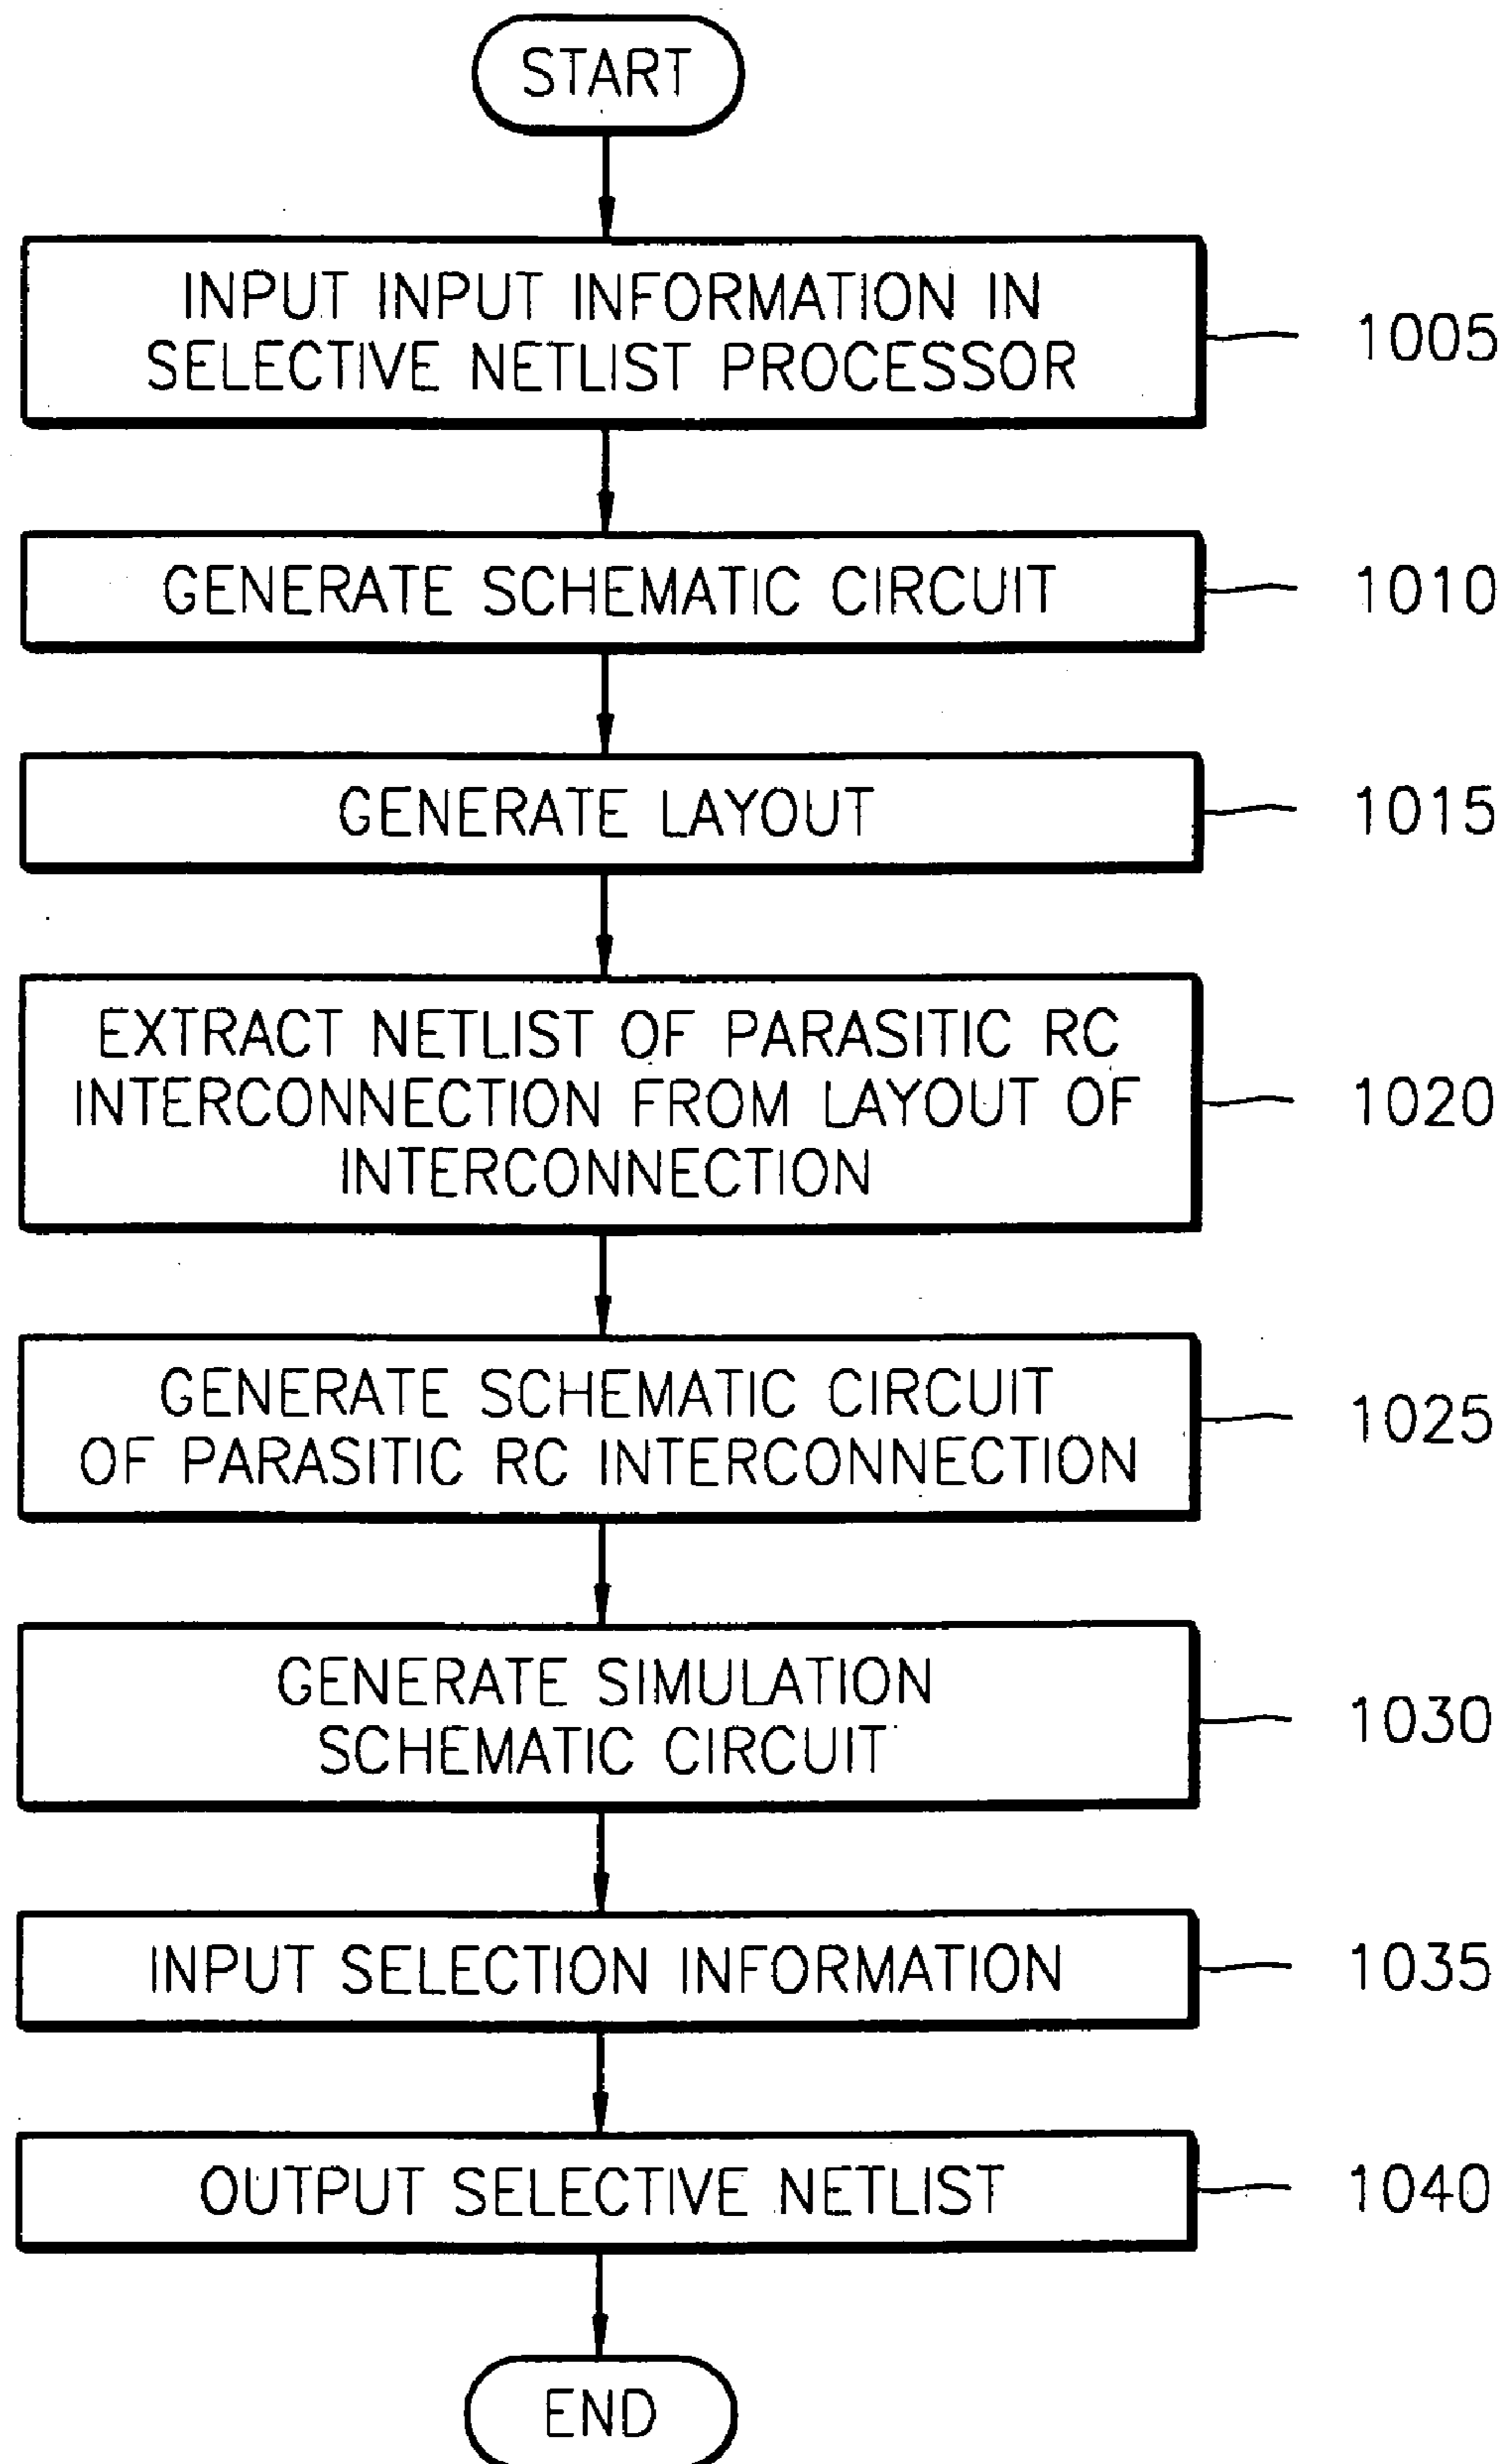 START
INPUT INPUT INFORMATION IN
SELECTIVE NETLIST PROCESSOR
1005
GENERATE SCHEMATIC CIRCUIT
1010
GENERATE LAYOUT
1015
EXTRACT NETLIST OF PARASITIC RC
INTERCONNECTION FROM LAYOUT OF
INTERCONNECTION
1020
GENERATE SCHEMATIC CIRCUIT
OF PARASITIC RC INTERCONNECTION
1025
GENERATE SIMULATION
SCHEMATIC CIRCUIT
1030
INPUT SELECTION INFORMATION
1035
OUTPUT SELECTIVE NETLIST
1040
END